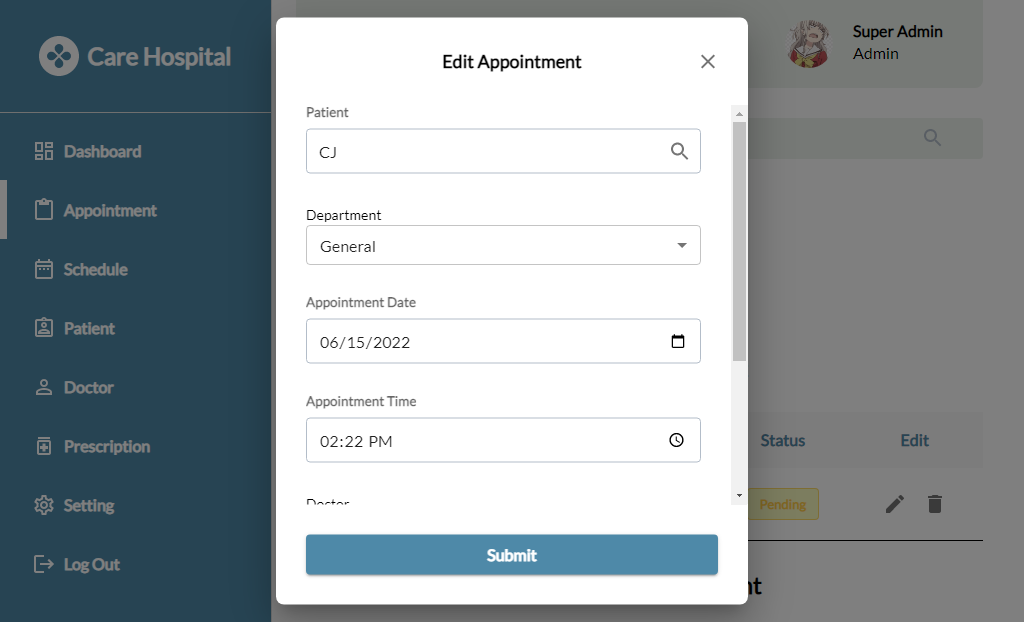 Care Hospital
Dashboard
Appointment
Schedule
Patient
Doctor
Prescription
Setting
Log Out
Super Admin
Admin
Edit Appointment
Patient
CJ
Department
General
Appointment Date
06/15/2022
Appointment Time
02:22 PM
Doctor
Submit
Status
Edit
Pending